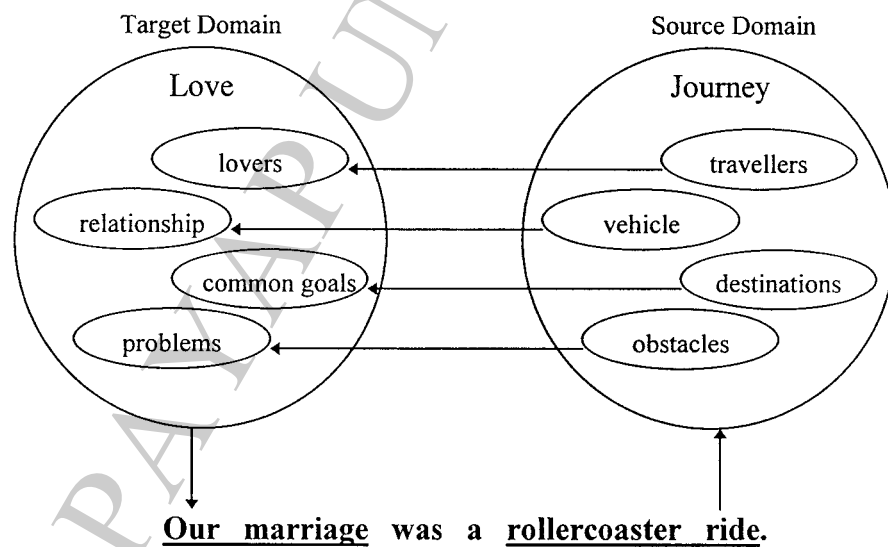 Target Domain
Source Domain
Love
Journey
lovers
travellers
relationship
vehicle
common goals
destinations
problems
obstacles
Our marriage was a rollercoaster ride.